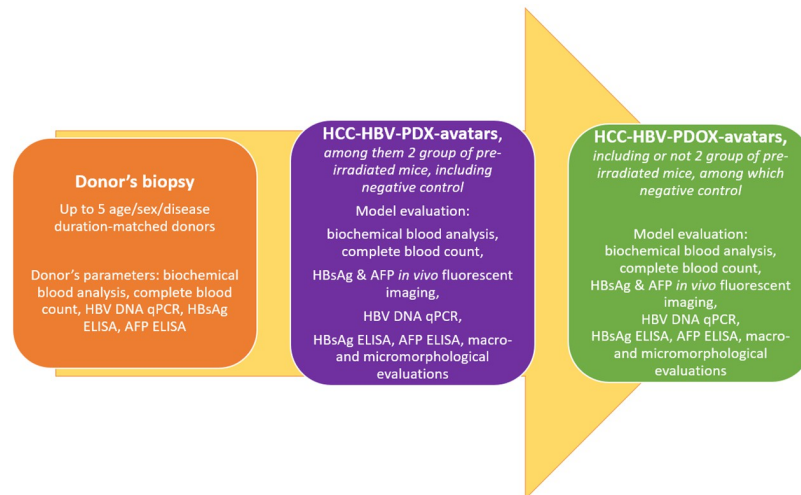 Donor's biopsy
Up to 5 age/sex/disease
duration-matched donors
Donor's parameters: biochemical
blood analysis, complete blood
count, HBV DNA qPCR, HBsAg
ELISA, AFP ELISA
HCC-HBV-PDX-avatars,
among them 2 group of pre-
irradiated mice, including
negative control
Model evaluation:
biochemical blood analysis,
complete blood count,
HBsAg & AFP in vivo fluorescent
imaging,
HBV DNA qPCR,
HBsAg ELISA, AFP ELISA, macro-
and micromorphological
evaluations
HCC-HBV-PDOX-avatars,
including or not 2 group of pre-
irradiated mice, among which
negative control
Model evaluation:
biochemical blood analysis,
complete blood count,
HBsAg & AFP in vivo fluorescent
imaging,
HBV DNA qPCR,
HBsAg ELISA, AFP ELISA, macro-
and micromorphological
evaluations